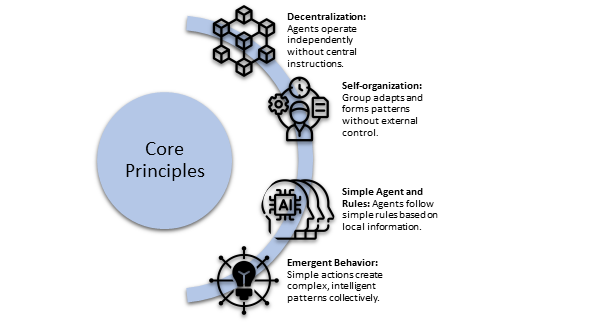 Core
Principles
Decentralization:
Agents operate
independently
without central
instructions.
Self-organization:
Group adapts and
forms patterns
without external
control.
AI
Simple Agent and
Rules: Agents follow
simple rules based on
local information.
Emergent Behavior:
Simple actions create
complex, intelligent
patterns collectively.